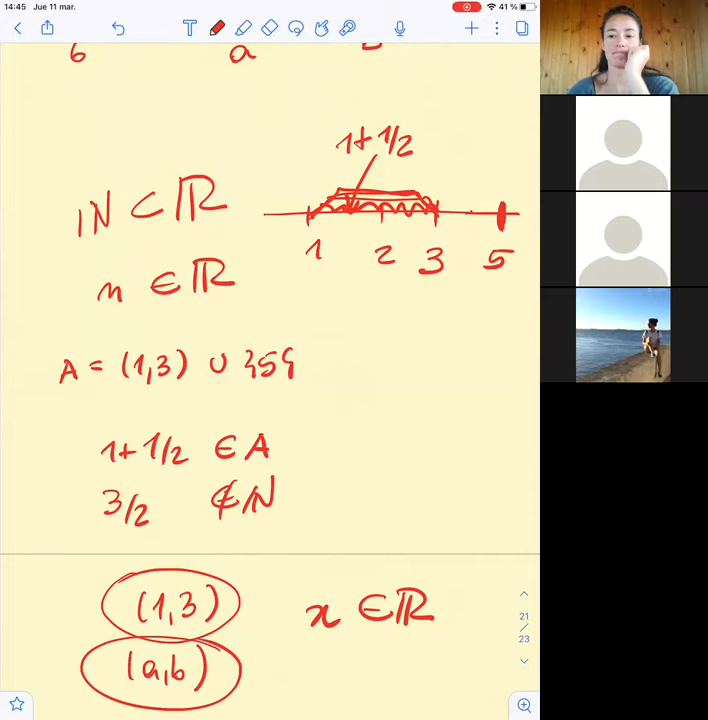 14:45 Jue 11 mar.
41 %
T
6 a
1+1/2
ℕ ⊂ ℝ
1 2 3 5
n ∈ ℝ
A = (1,3) ∪ {5}
1+1/2 ∈ A
3/2 ∉ ℕ
(1,3) x ∈ ℝ
(a,b)
21
/
23